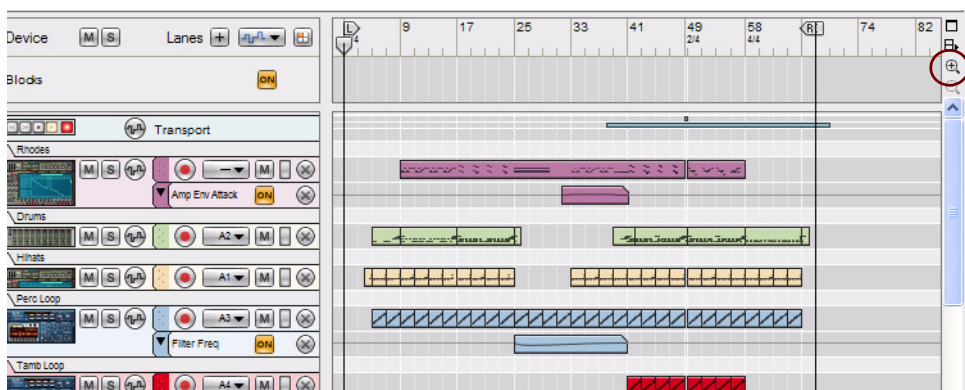 Device M S Lanes + L 9 17 25 33 41 49 58 R 74 82
4 2/4 4/4
Blocks ON
Transport
Rhodes
M S M
Amp Env Attack ON
Drums
M S A2 M
Hihats
M S A1 M
Perc Loop
M S A3 M
Filter Freq ON
Tamb Loop
M S A4 M